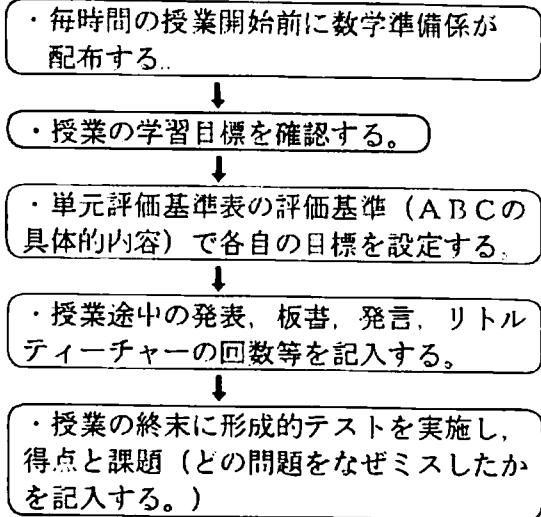 ・毎時間の授業開始前に数学準備係が
配布する。
↓
・授業の学習目標を確認する。
↓
・単元評価基準表の評価基準（ABCの
具体的内容）で各自の目標を設定する。
↓
・授業途中の発表，板書，発言，リトル
ティーチャーの回数等を記入する。
↓
・授業の終末に形成的テストを実施し，
得点と課題（どの問題をなぜミスしたか
を記入する。）